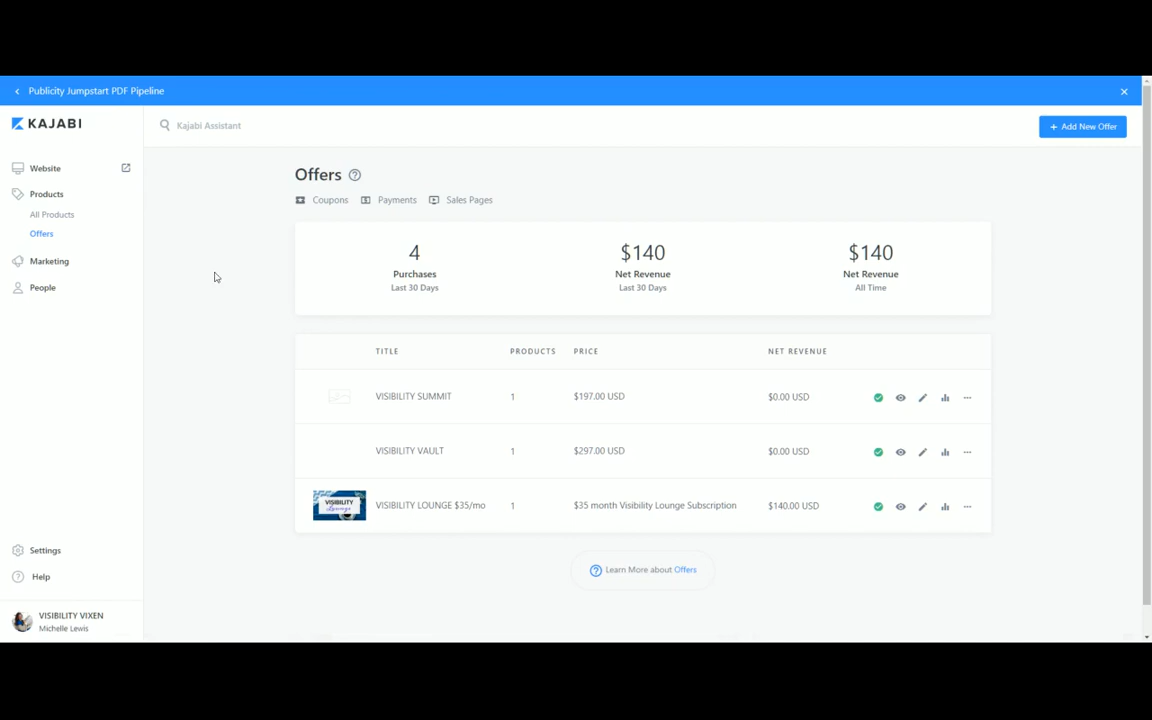 Publicity Jumpstart PDF Pipeline
KAJABI
Kajabi Assistant
+ Add New Offer
Website
Products
All Products
Offers
Marketing
People
Settings
Help
VISIBILITY VIXEN
Michelle Lewis
Offers
Coupons Payments Sales Pages
4 $140 $140
Purchases Net Revenue Net Revenue
Last 30 Days Last 30 Days All Time
TITLE PRODUCTS PRICE NET REVENUE
VISIBILITY SUMMIT 1 $197.00 USD $0.00 USD
VISIBILITY VAULT 1 $297.00 USD $0.00 USD
VISIBILITY
Lounge
VISIBILITY LOUNGE $35/mo 1 $35 month Visibility Lounge Subscription $140.00 USD
Learn More about Offers